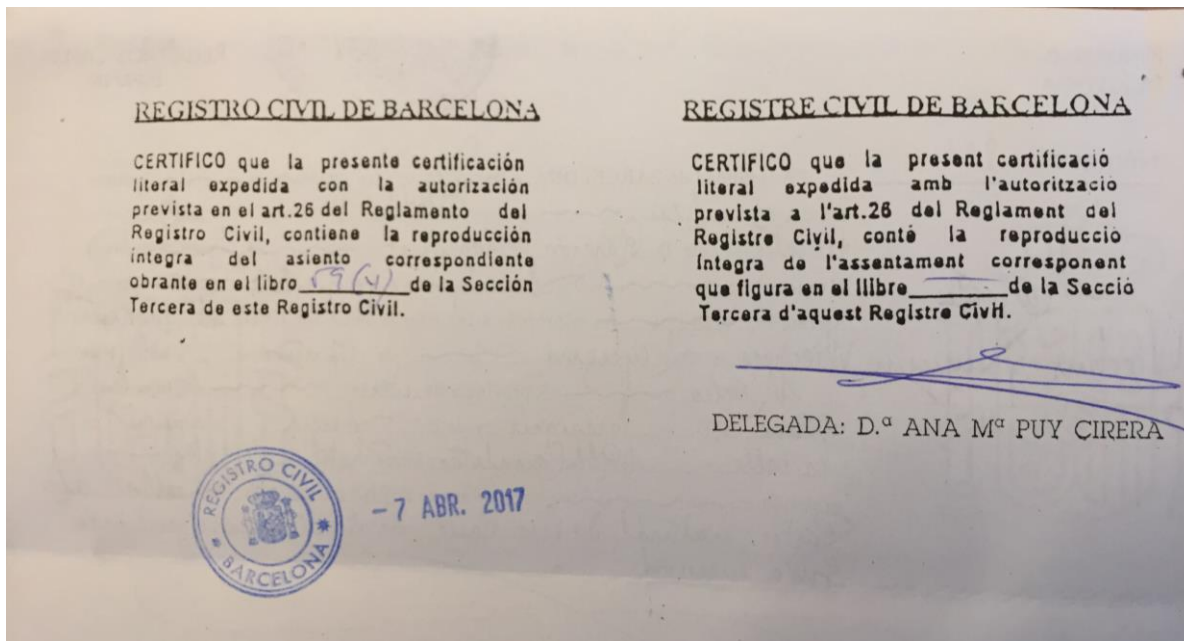 REGISTRO CIVIL DE BARCELONA
CERTIFICO que la presente certificación
literal expedida con la autorización
prevista en el art.26 del Reglamento del
Registro Civil, contiene la reproducción
integra del asiento correspondiente
obrante en el libro 59 de la Sección
Tercera de este Registro Civil.
REGISTRE CIVIL DE BARCELONA
CERTIFICO que la present certificació
literal expedida amb l'autorització
prevista a l'art.26 del Reglament del
Registre Civil, conté la reproducció
íntegra de l'assentament corresponent
que figura en el llibre de la Secció
Tercera d'aquest Registre CivH.
DELEGADA: D.ª ANA Mª PUY CIRERA
REGISTRO CIVIL
* BARCELONA *
-7 ABR. 2017